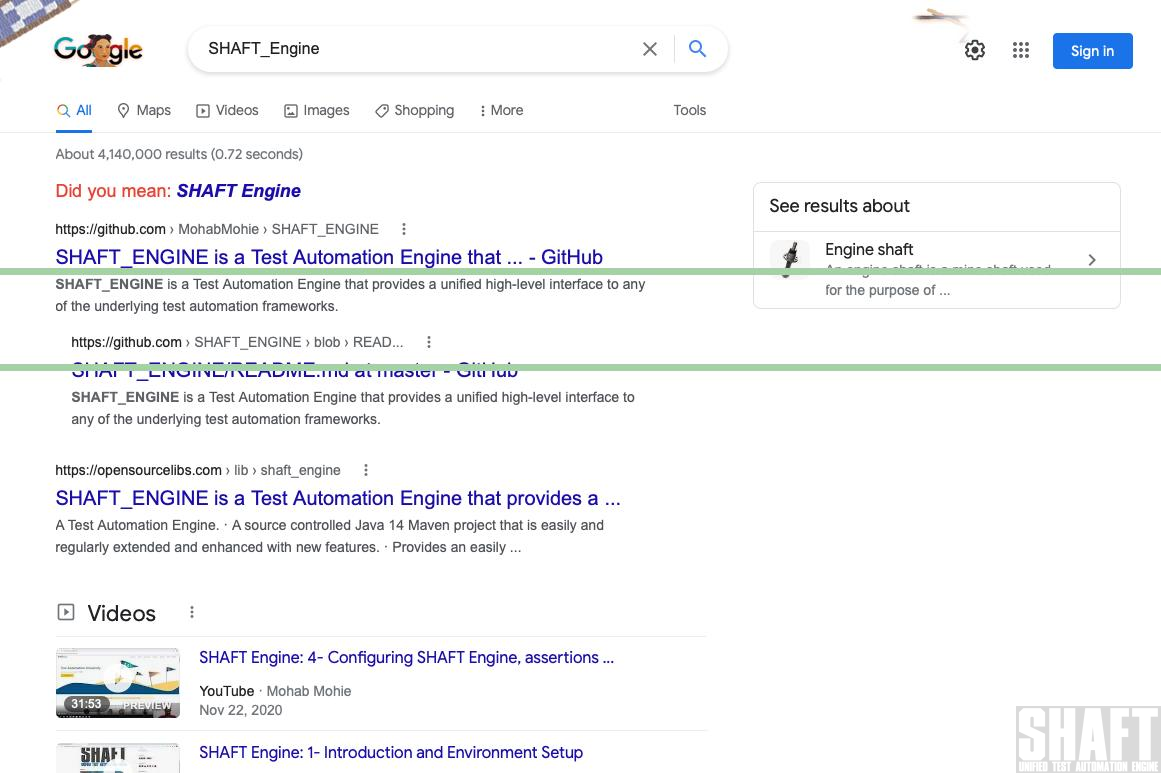 Google
SHAFT_Engine
Sign in
All Maps Videos Images Shopping More Tools
About 4,140,000 results (0.72 seconds)
Did you mean: SHAFT Engine
https://github.com › MohabMohie › SHAFT_ENGINE
SHAFT_ENGINE is a Test Automation Engine that ... - GitHub
SHAFT_ENGINE is a Test Automation Engine that provides a unified high-level interface to any
of the underlying test automation frameworks.
https://github.com › SHAFT_ENGINE › blob › READ...
SHAFT_ENGINE/README.md at master - GitHub
SHAFT_ENGINE is a Test Automation Engine that provides a unified high-level interface to
any of the underlying test automation frameworks.
https://opensourcelibs.com › lib › shaft_engine
SHAFT_ENGINE is a Test Automation Engine that provides a ...
A Test Automation Engine. · A source controlled Java 14 Maven project that is easily and
regularly extended and enhanced with new features. · Provides an easily ...
Videos
SHAFT Engine: 4- Configuring SHAFT Engine, assertions ...
YouTube · Mohab Mohie
Nov 22, 2020
31:53 PREVIEW
SHAFT Engine: 1- Introduction and Environment Setup
SHAFT
See results about
Engine shaft
An engine shaft is a mine shaft used
for the purpose of ...
SHAFT
UNIFIED TEST AUTOMATION ENGINE